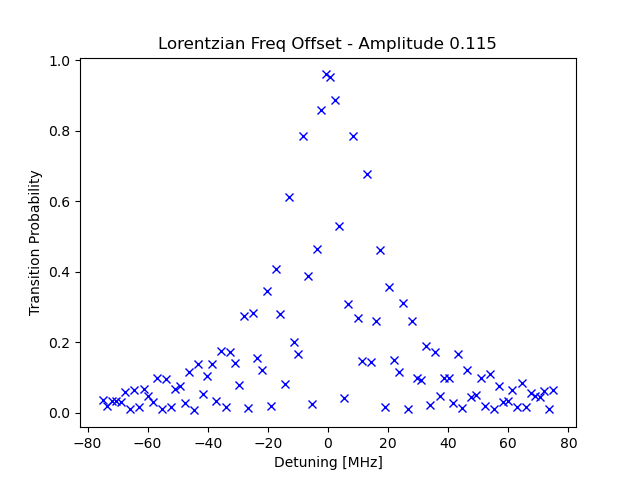 Lorentzian Freq Offset - Amplitude 0.115
Transition Probability
1.0
0.8
0.6
0.4
0.2
0.0
−80 −60 −40 −20 0 20 40 60 80
Detuning [MHz]